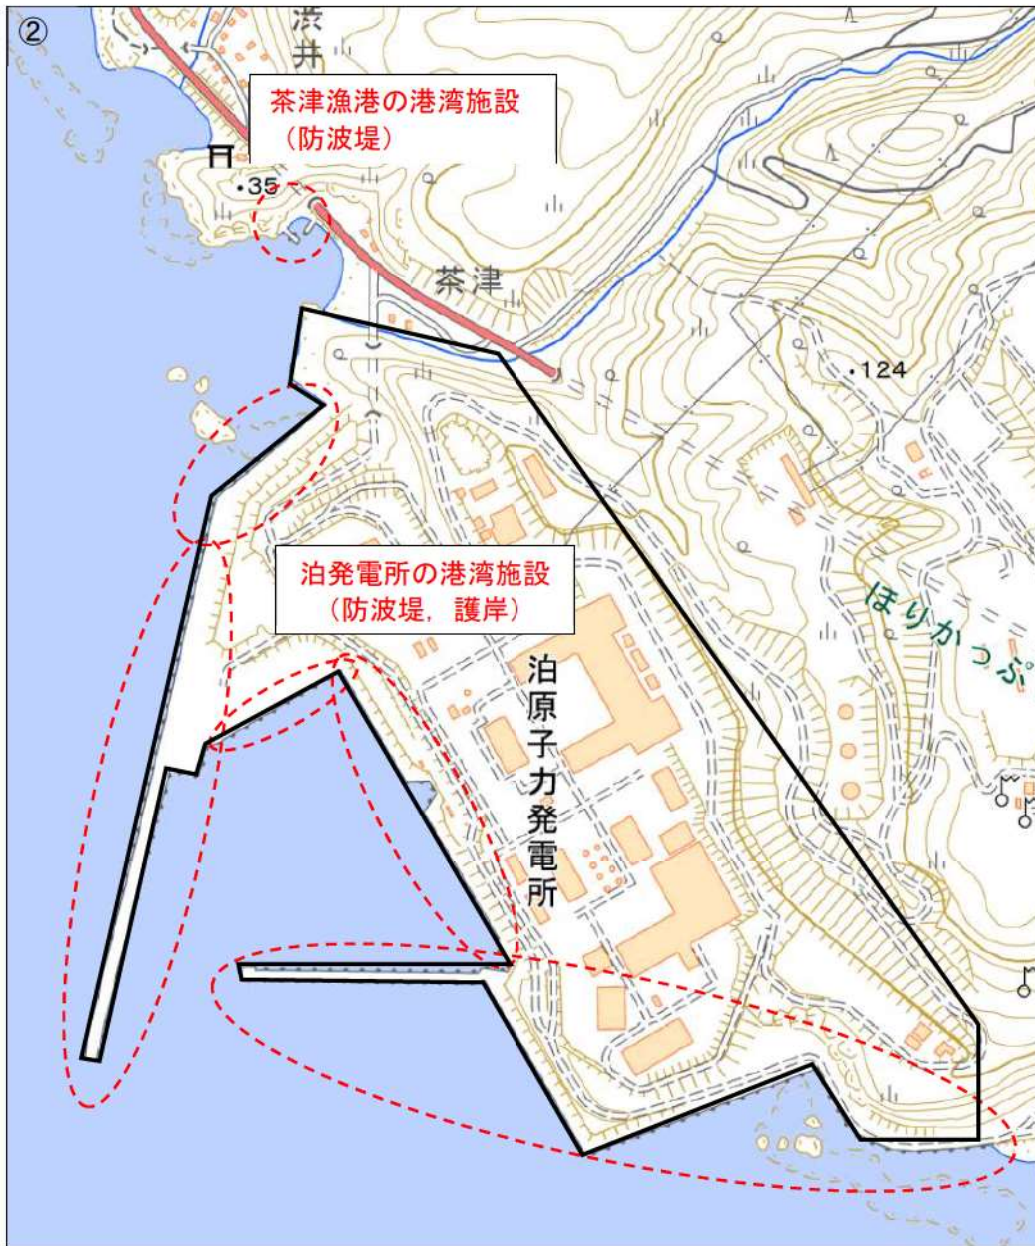 ②
渋井
茶津漁港の港湾施設
（防波堤）
・35
茶津
・124
泊発電所の港湾施設
（防波堤，護岸）
ほりかっぷ
泊原子力発電所